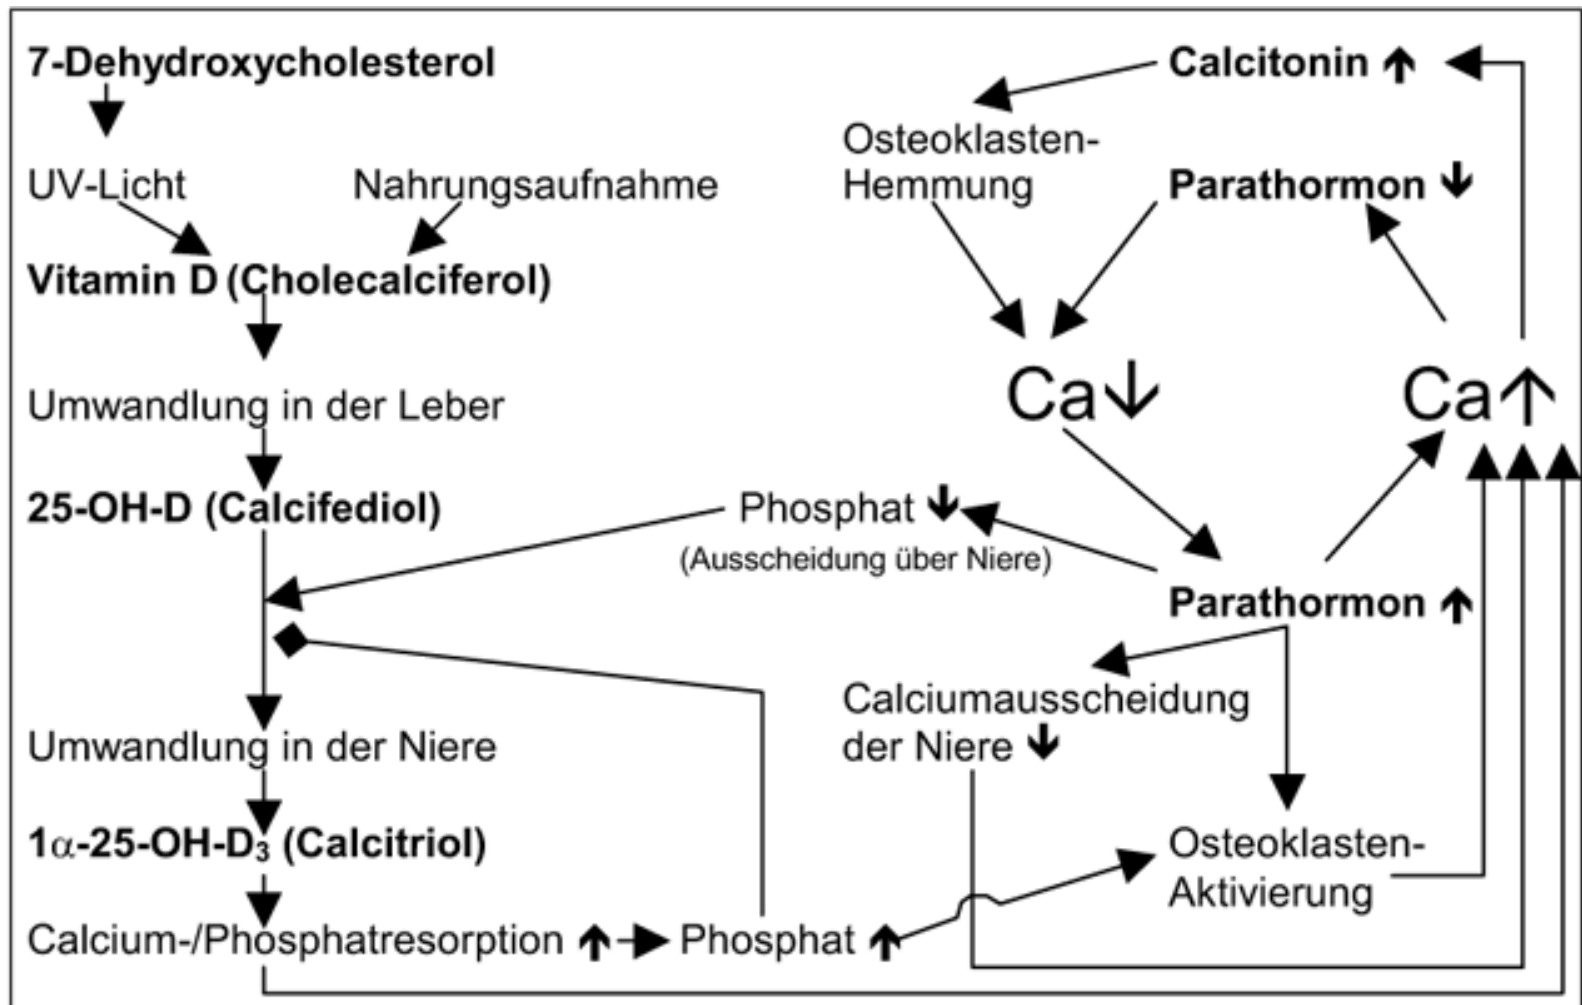 7-Dehydroxycholesterol
UV-Licht
Nahrungsaufnahme
Vitamin D (Cholecalciferol)
Umwandlung in der Leber
25-OH-D (Calcifediol)
Umwandlung in der Niere
1α-25-OH-D₃ (Calcitriol)
Calcium-/Phosphatresorption ↑
Phosphat ↑
Phosphat ↓
(Ausscheidung über Niere)
Calcitonin ↑
Osteoklasten-
Hemmung
Parathormon ↓
Ca↓
Ca↑
Parathormon ↑
Calciumausscheidung
der Niere ↓
Osteoklasten-
Aktivierung